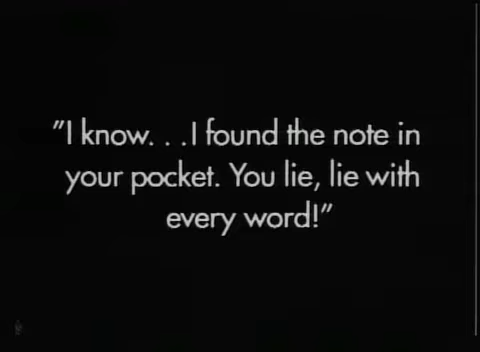 "I know. . .I found the note in
your pocket. You lie, lie with
every word!"